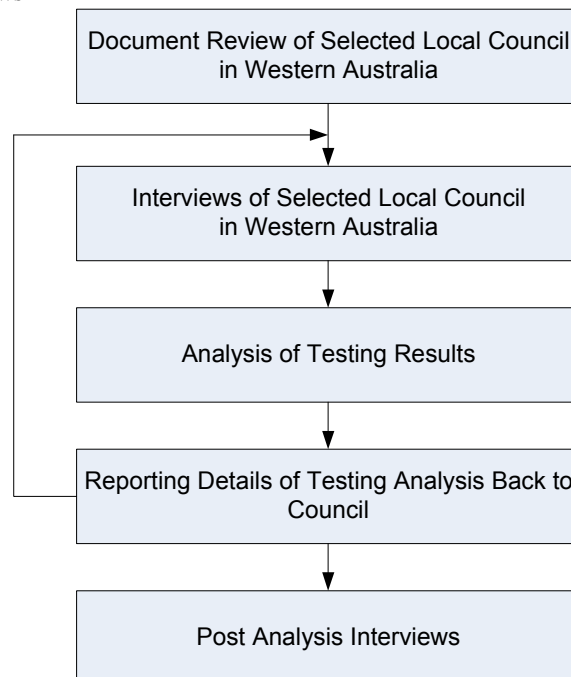 Document Review of Selected Local Council
in Western Australia
Interviews of Selected Local Council
in Western Australia
Analysis of Testing Results
Reporting Details of Testing Analysis Back to
Council
Post Analysis Interviews